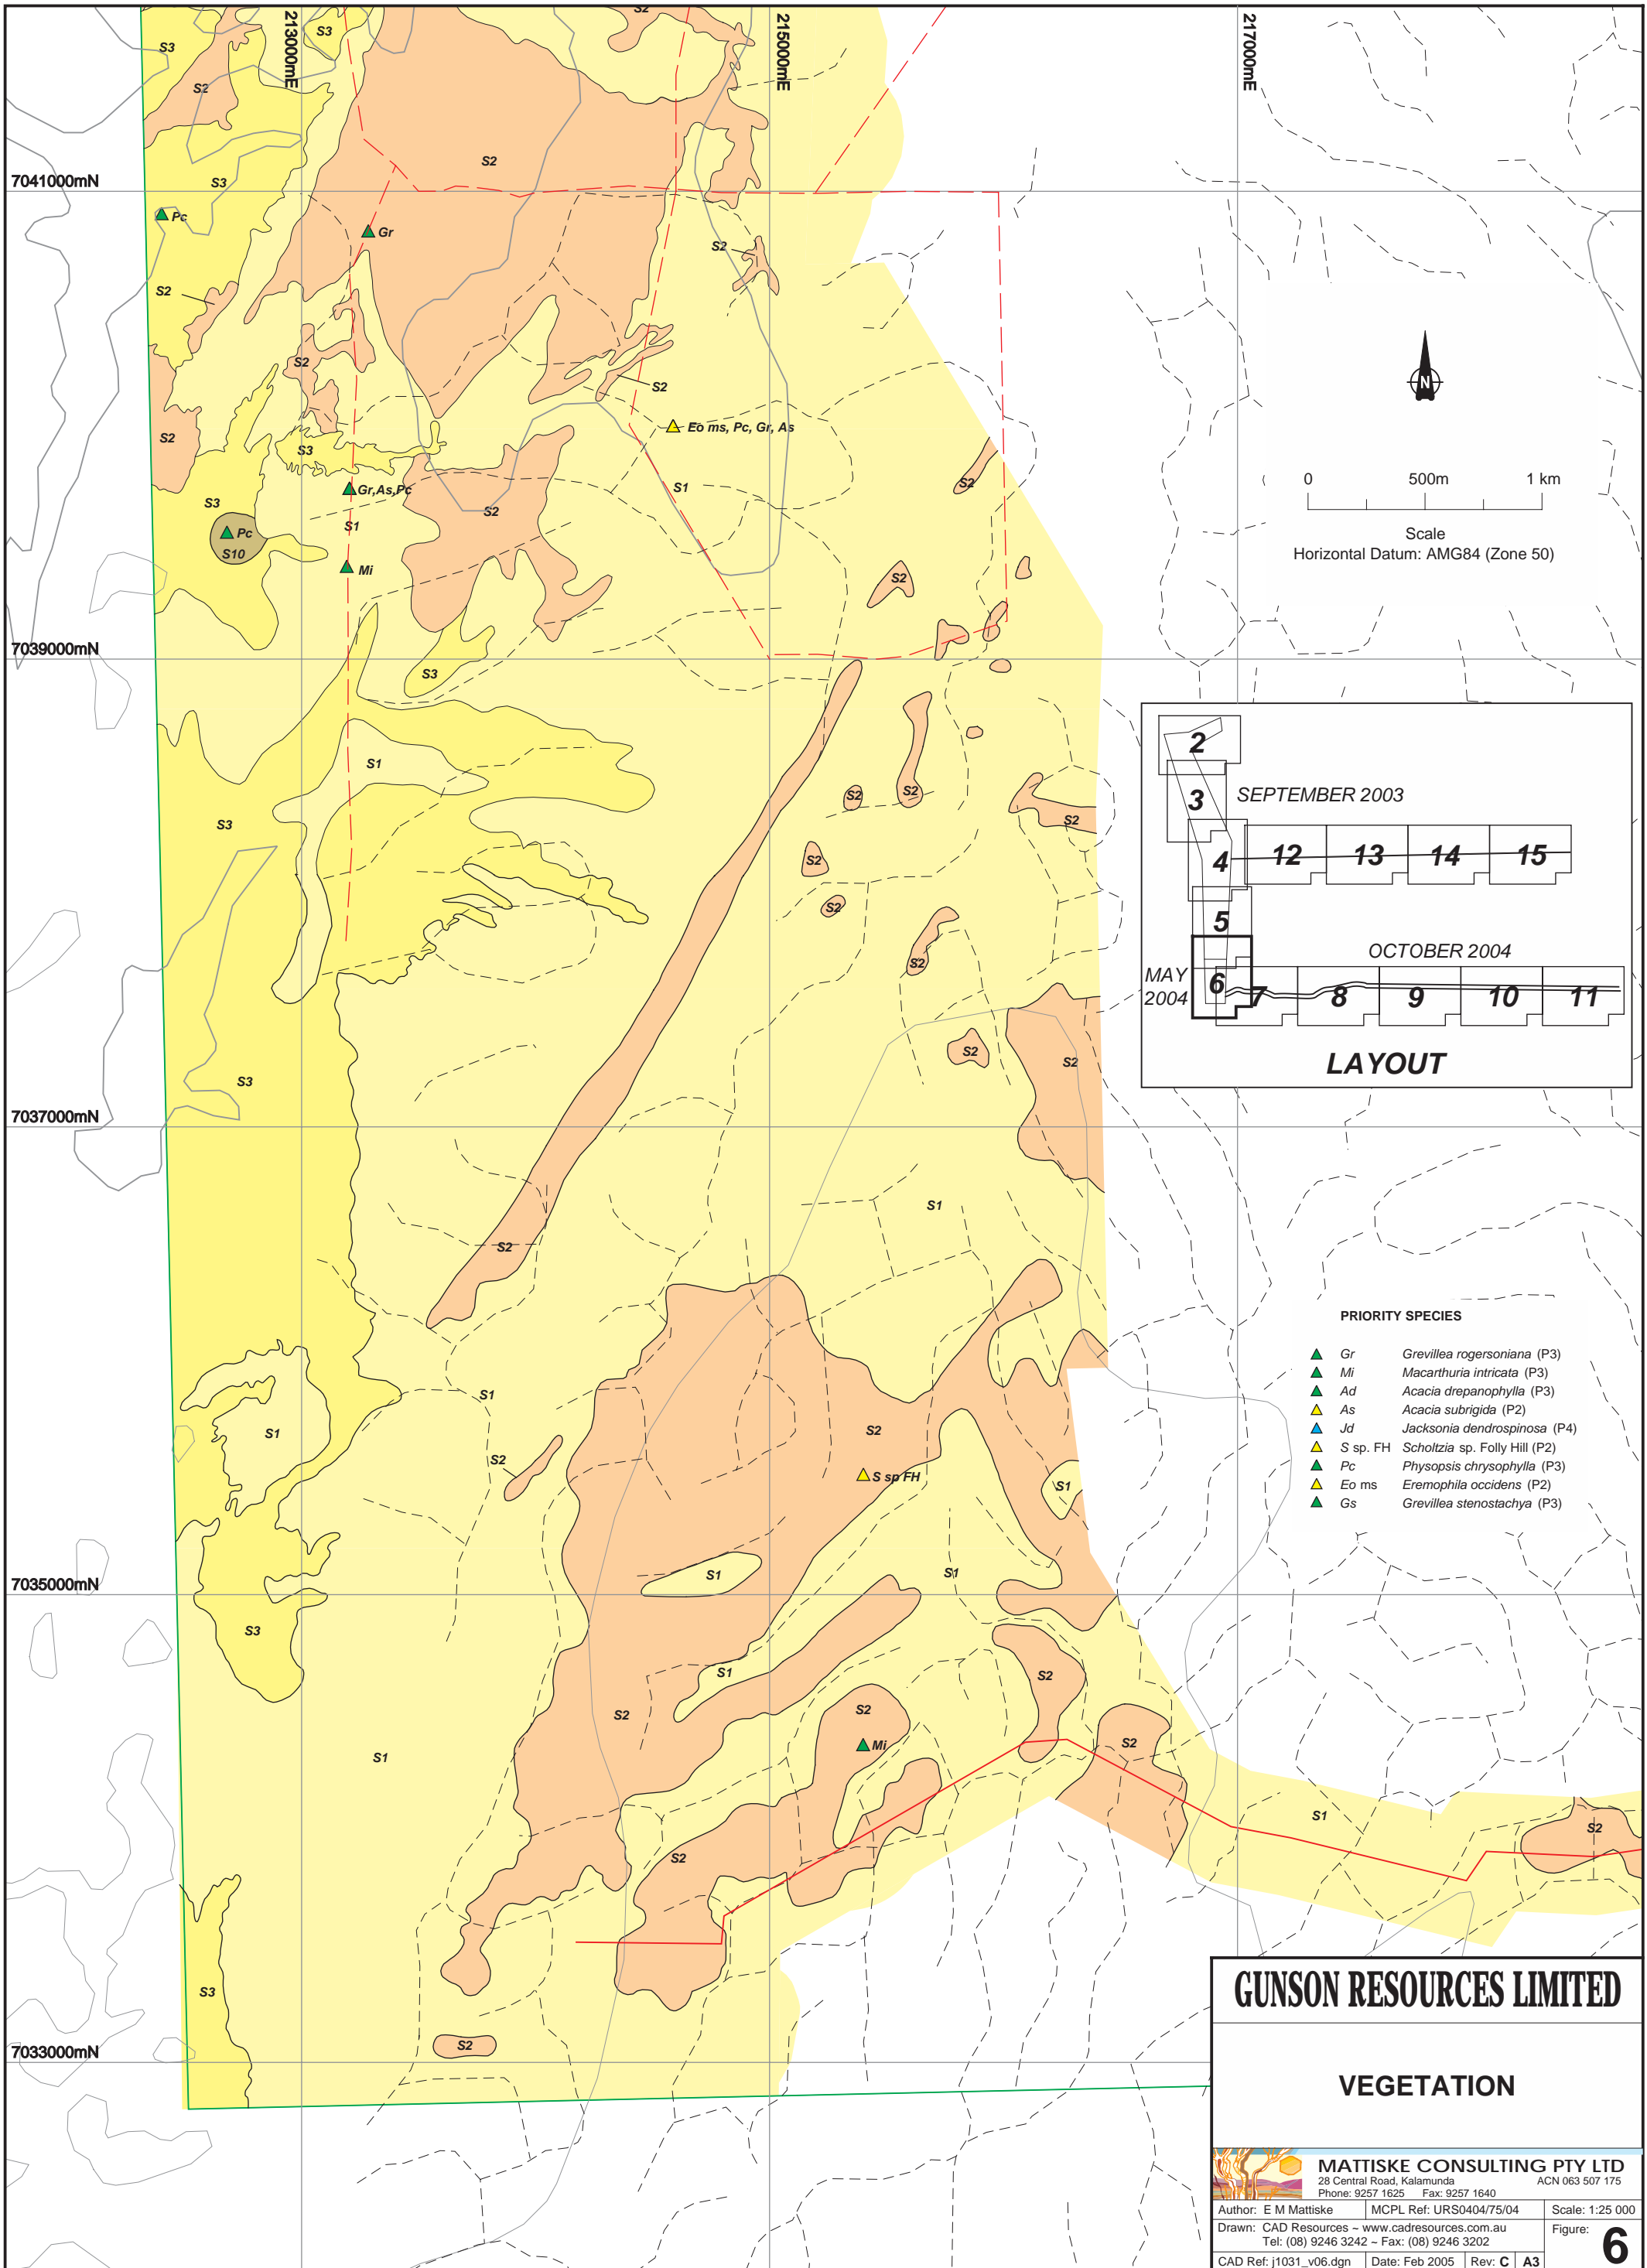 213000mE
215000mE
217000mE
S2
S3
S3
S2
S2
S3
7041000mN
Pc
Gr
S2
S2
S2
S2
S2
Eo ms, Pc, Gr, As
S3
S2
S1
S3
Gr,As,Pc
S2
S1
Pc
S10
Mi
S2
7039000mN
S3
S1
S2
S2
S2
S3
S2
S2
S2
S2
S2
S3
7037000mN
S1
S2
S1
S1
S2
S2
S sp FH
S1
S1
S1
7035000mN
S3
S1
S2
S2
S2
Mi
S2
S1
S1
S2
S2
S3
S2
7033000mN
N
0 500m 1 km
Scale
Horizontal Datum: AMG84 (Zone 50)
2
3 SEPTEMBER 2003
4 12 13 14 15
5
OCTOBER 2004
MAY
2004
6 7 8 9 10 11
LAYOUT
PRIORITY SPECIES
Gr Grevillea rogersoniana (P3)
Mi Macarthuria intricata (P3)
Ad Acacia drepanophylla (P3)
As Acacia subrigida (P2)
Jd Jacksonia dendrospinosa (P4)
S sp. FH Scholtzia sp. Folly Hill (P2)
Pc Physopsis chrysophylla (P3)
Eo ms Eremophila occidens (P2)
Gs Grevillea stenostachya (P3)
GUNSON RESOURCES LIMITED
VEGETATION
MATTISKE CONSULTING PTY LTD
28 Central Road, Kalamunda ACN 063 507 175
Phone: 9257 1625 Fax: 9257 1640
Author: E M Mattiske MCPL Ref: URS0404/75/04 Scale: 1:25 000
Drawn: CAD Resources ~ www.cadresources.com.au
Tel: (08) 9246 3242 ~ Fax: (08) 9246 3202
Figure: 6
CAD Ref: j1031_v06.dgn Date: Feb 2005 Rev: C A3